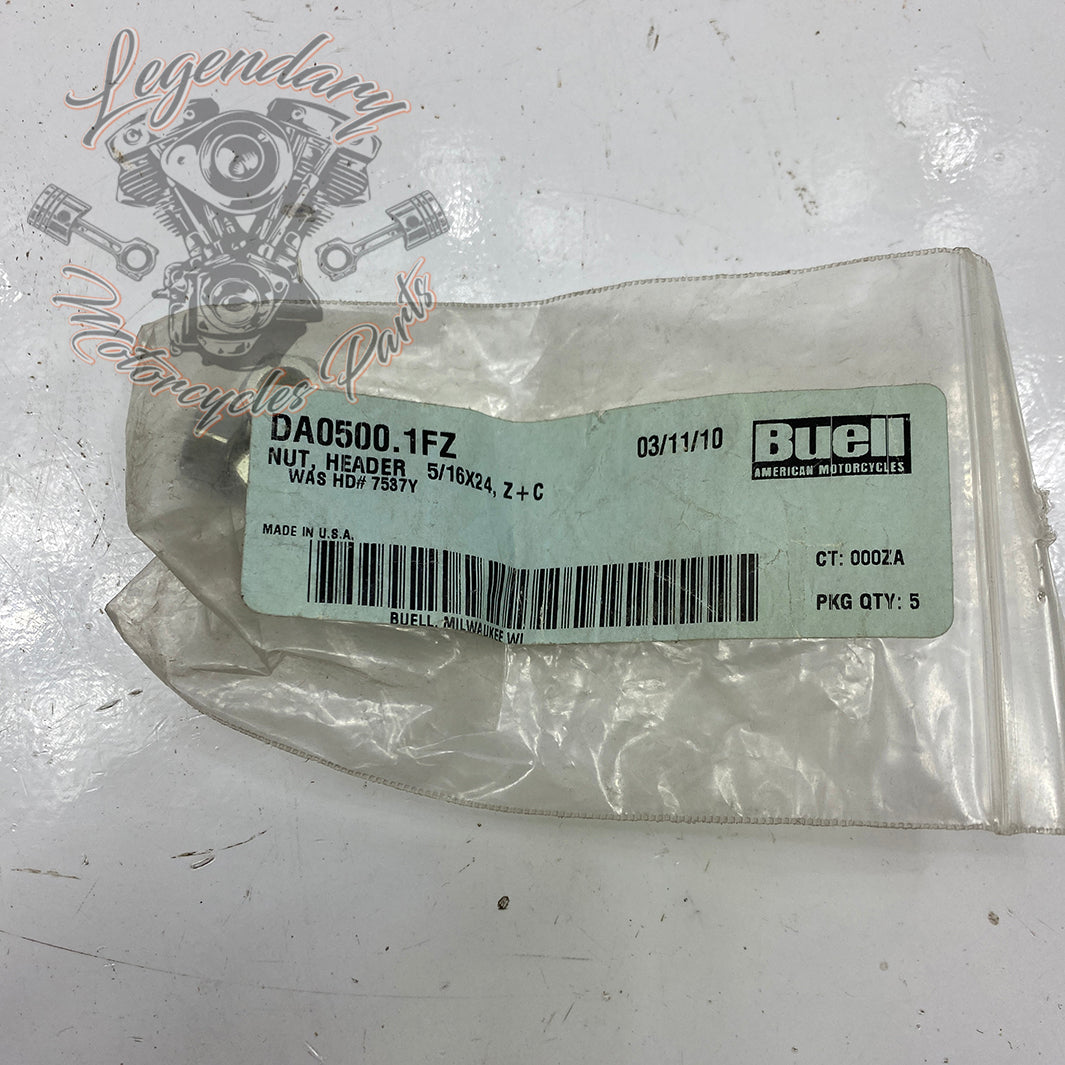 Legendary
Motorcycles Parts
DA0500.1FZ
03/11/10
Buell
AMERICAN MOTORCYCLES
NUT, HEADER 5/16X24, Z+C
WAS HD# 7537Y
MADE IN U.S.A.
CT: 000ZA
PKG QTY: 5
BUELL, MILWAUKEE WI